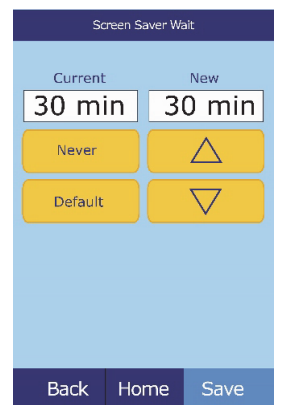 Screen Saver Wait
Current New
30 min 30 min
Never
Default
Back Home Save